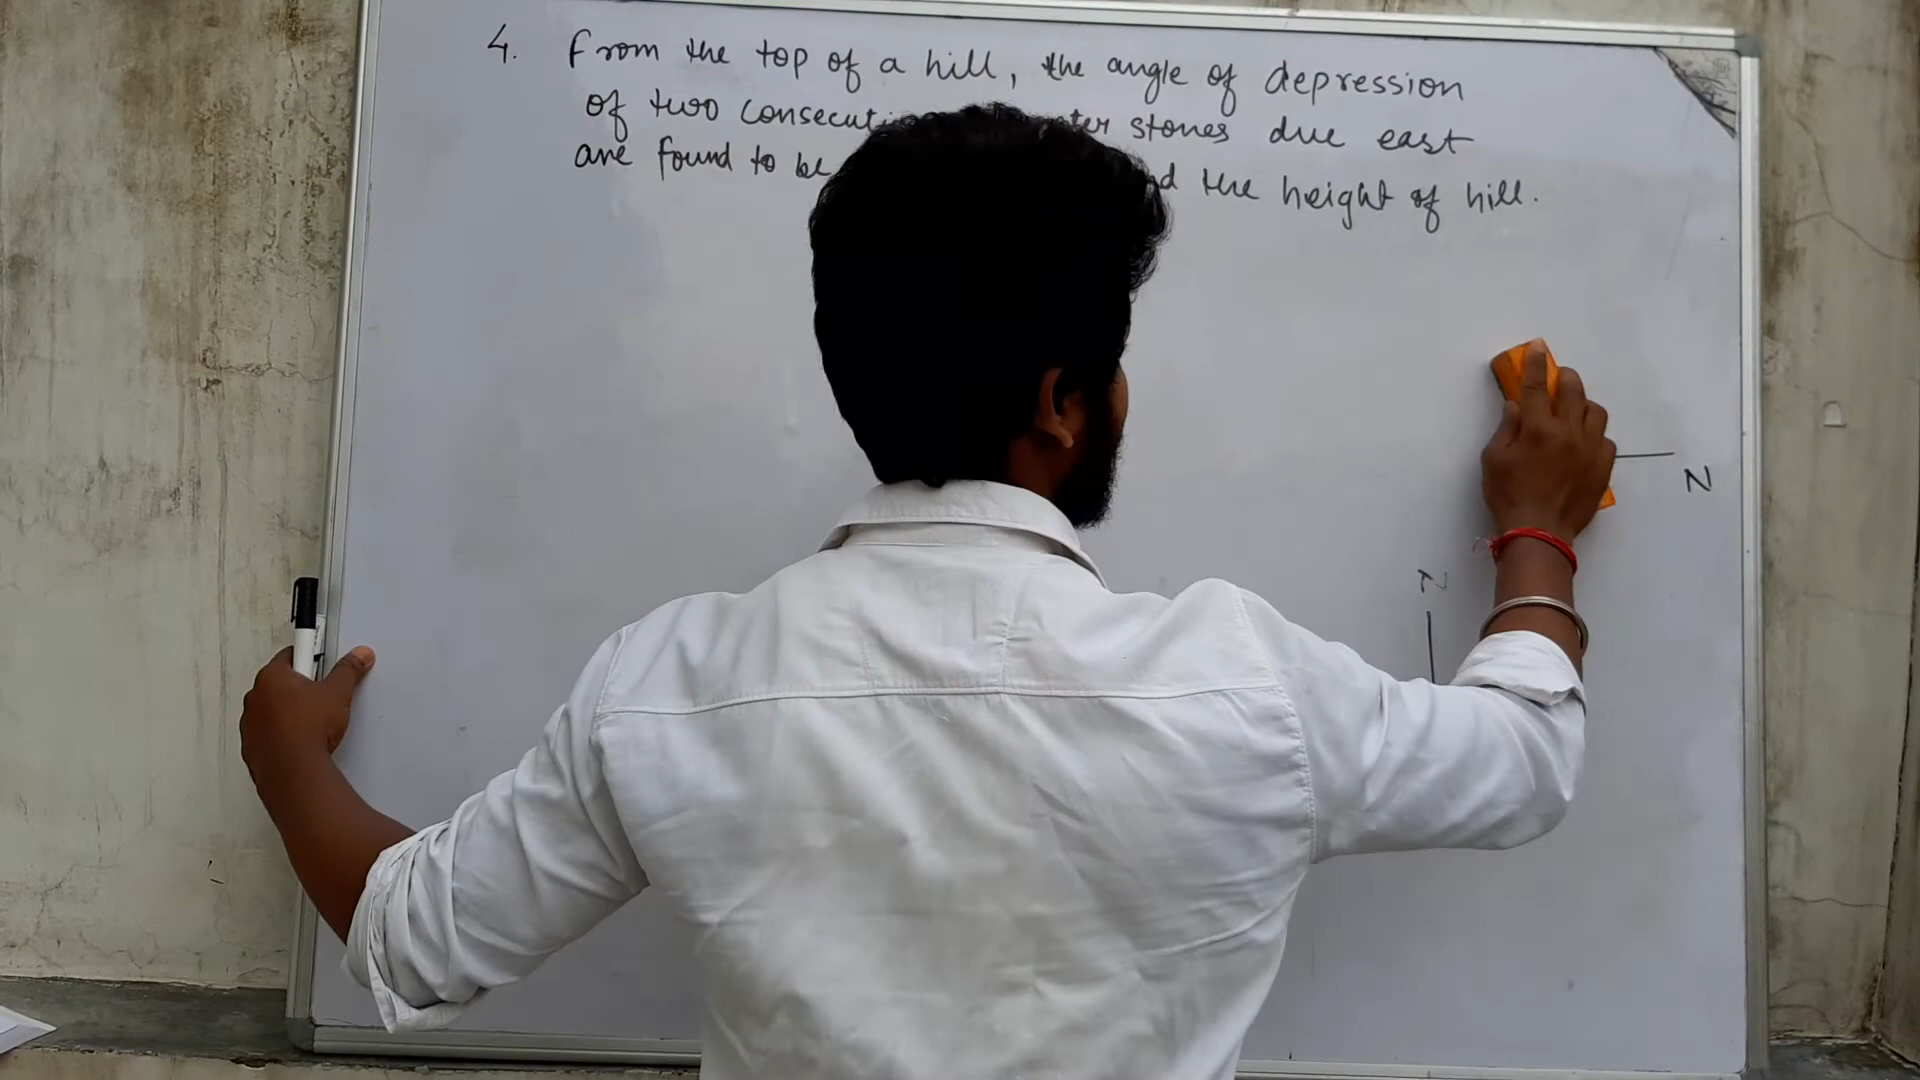 4. From the top of a hill, the angle of depression
of two stones due east
are found to be the height of hill.
N
N